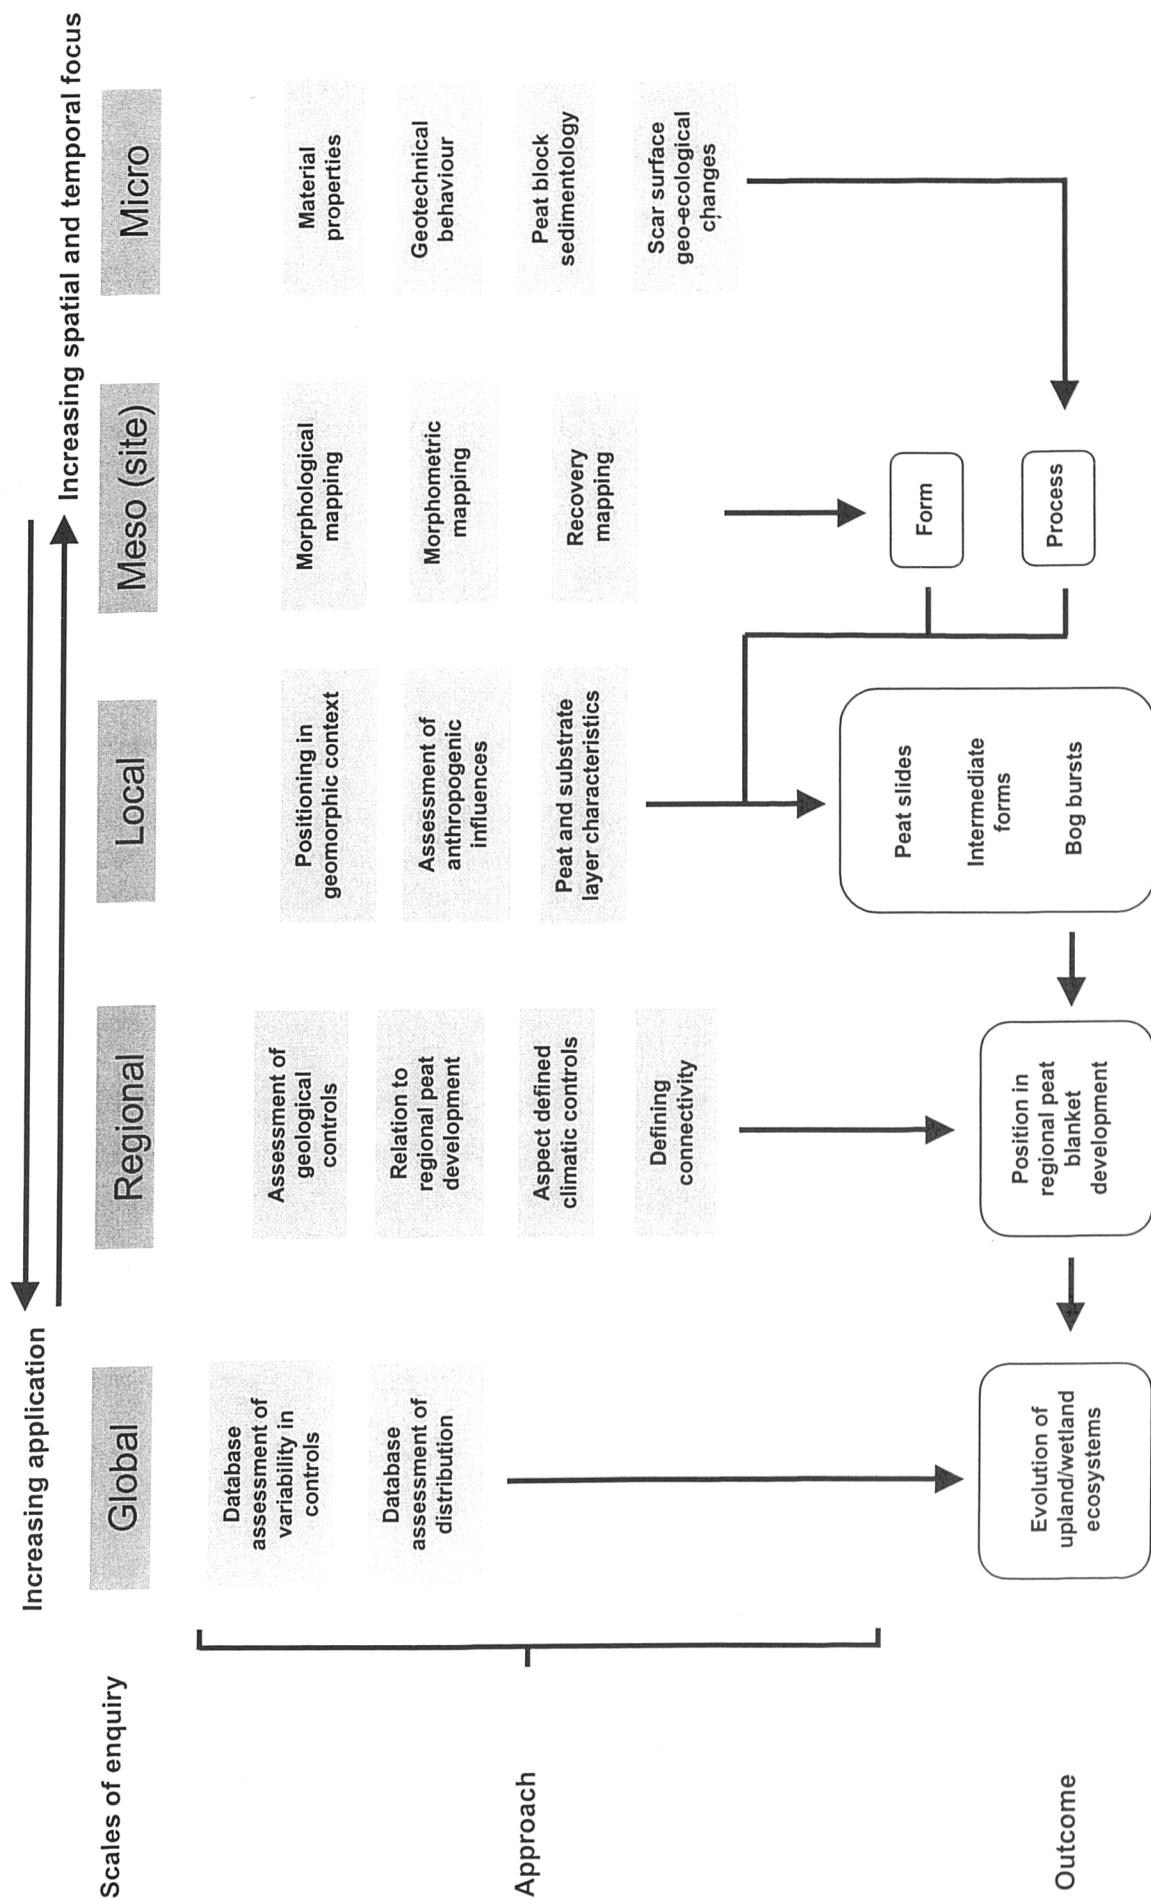 Increasing application
Increasing spatial and temporal focus
Scales of enquiry
Global
Regional
Local
Meso (site)
Micro
Approach
Database
assessment of
variability in
controls
Database
assessment of
distribution
Assessment of
geological
controls
Relation to
regional peat
development
Aspect defined
climatic controls
Defining
connectivity
Positioning in
geomorphic context
Assessment of
anthropogenic
influences
Peat and substrate
layer characteristics
Morphological
mapping
Morphometric
mapping
Recovery
mapping
Material
properties
Geotechnical
behaviour
Peat block
sedimentology
Scar surface
geo-ecological
changes
Outcome
Evolution of
upland/wetland
ecosystems
Position in
regional peat
blanket
development
Peat slides
Intermediate
forms
Bog bursts
Form
Process